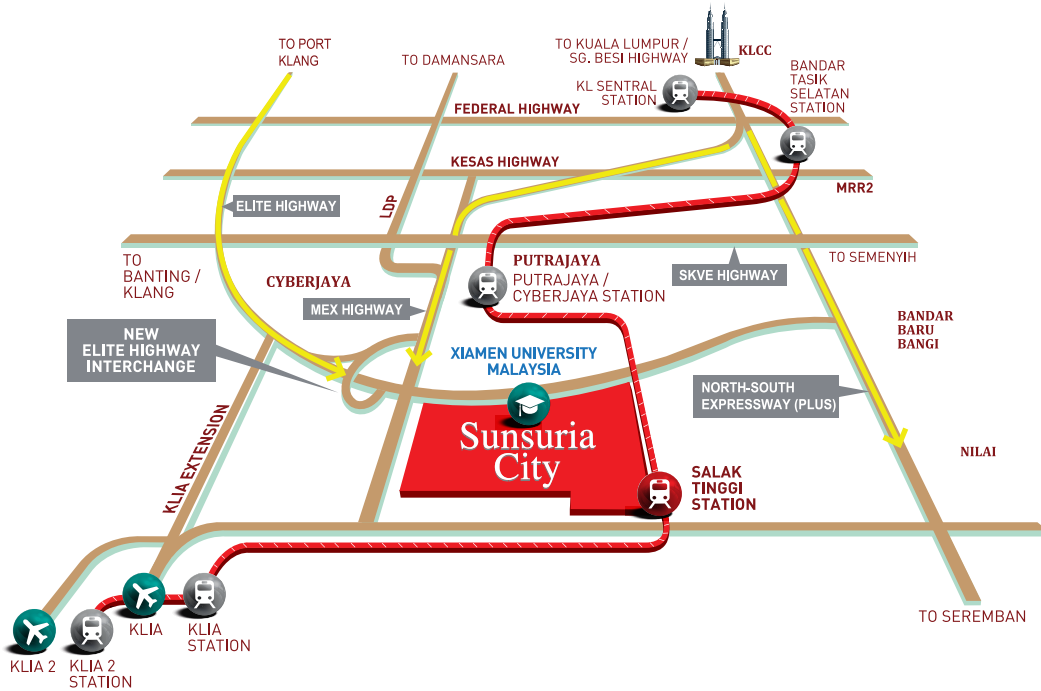 TO PORT
KLANG
TO DAMANSARA
TO KUALA LUMPUR /
SG. BESI HIGHWAY
KLCC
BANDAR
TASIK
SELATAN
STATION
KL SENTRAL
STATION
FEDERAL HIGHWAY
KESAS HIGHWAY
MRR2
ELITE HIGHWAY
LDP
TO
BANTING /
KLANG
CYBERJAYA
PUTRAJAYA
PUTRAJAYA /
CYBERJAYA STATION
SKVE HIGHWAY
TO SEMENYIH
MEX HIGHWAY
NEW
ELITE HIGHWAY
INTERCHANGE
XIAMEN UNIVERSITY
MALAYSIA
BANDAR
BARU
BANGI
NORTH-SOUTH
EXPRESSWAY (PLUS)
Sunsuria
City
NILAI
KLIA EXTENSION
SALAK
TINGGI
STATION
TO SEREMBAN
KLIA 2
KLIA 2
STATION
KLIA
KLIA
STATION